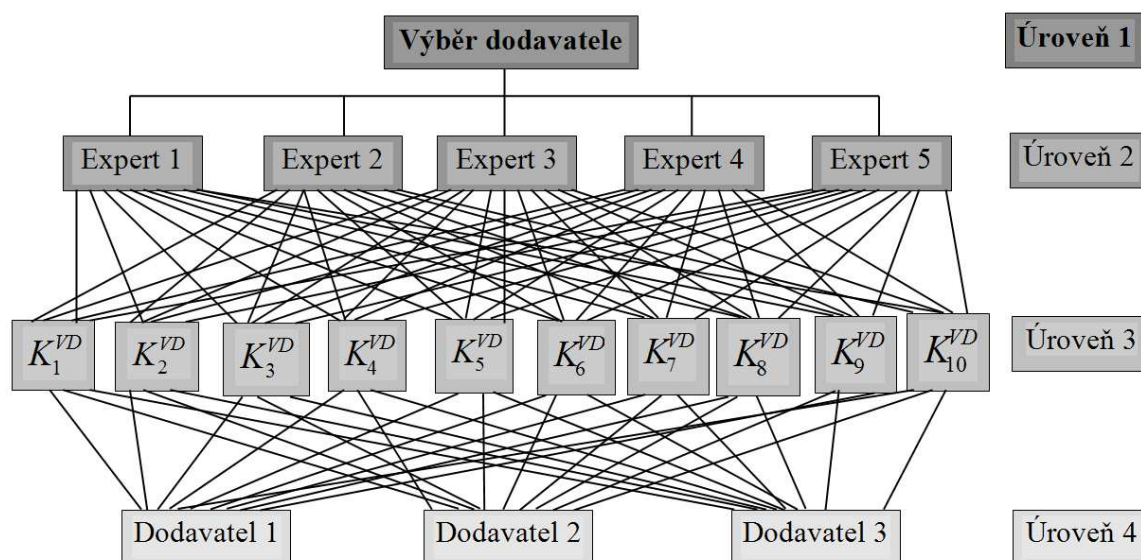 Výběr dodavatele
Úroveň 1
Expert 1
Expert 2
Expert 3
Expert 4
Expert 5
Úroveň 2
K_1^{VD}
K_2^{VD}
K_3^{VD}
K_4^{VD}
K_5^{VD}
K_6^{VD}
K_7^{VD}
K_8^{VD}
K_9^{VD}
K_{10}^{VD}
Úroveň 3
Dodavatel 1
Dodavatel 2
Dodavatel 3
Úroveň 4